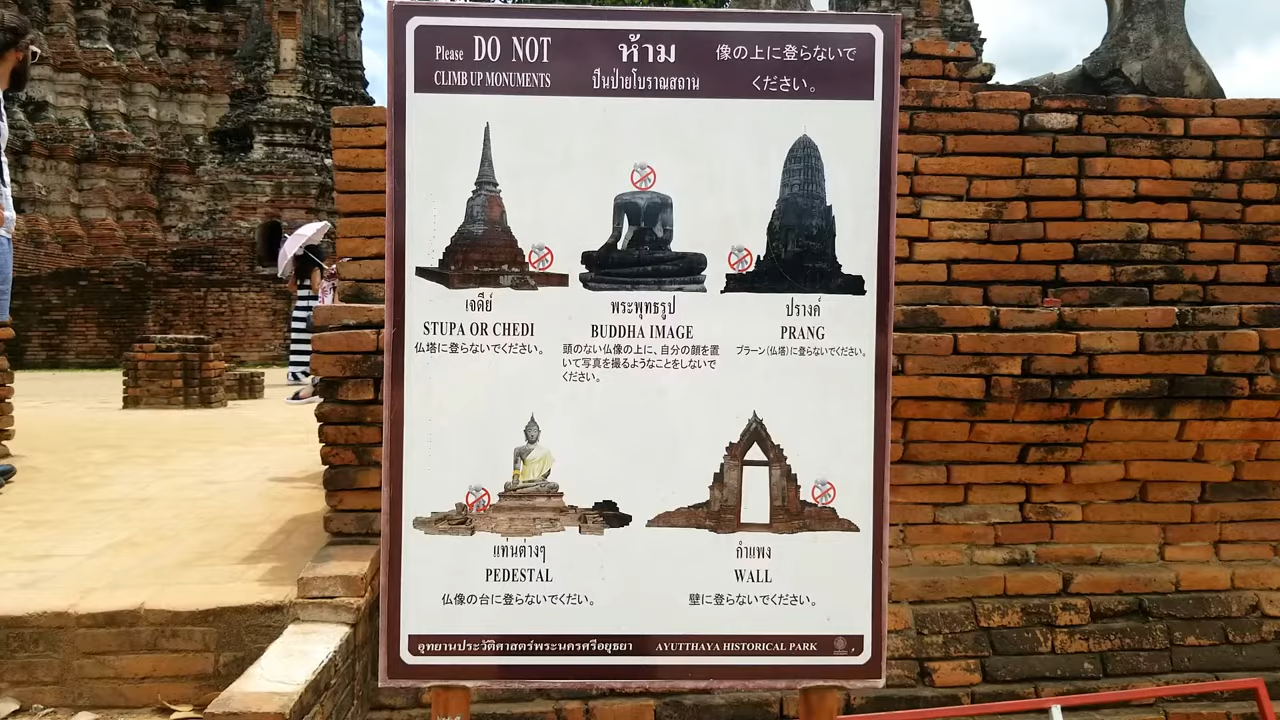 Please DO NOT
CLIMB UP MONUMENTS
ห้าม
ปีนป่ายโบราณสถาน
像の上に登らないで
ください。
เจดีย์
STUPA OR CHEDI
仏塔に登らないでください。
พระพุทธรูป
BUDDHA IMAGE
頭のない仏像の上に、自分の顔を置
いて写真を撮るようなことをしないで
ください。
ปรางค์
PRANG
プラーン(仏塔)に登らないでください。
แท่นต่างๆ
PEDESTAL
仏像の台に登らないでくだい。
กำแพง
WALL
壁に登らないでください。
อุทยานประวัติศาสตร์พระนครศรีอยุธยา AYUTTHAYA HISTORICAL PARK